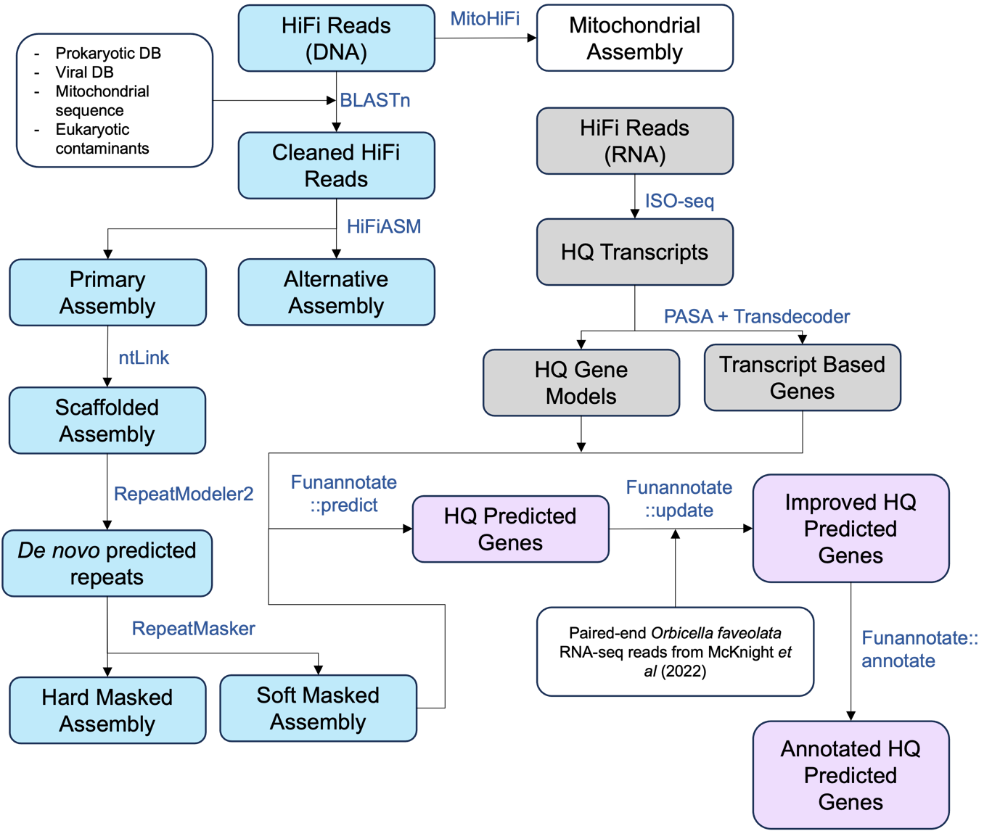 HiFi Reads
(DNA)
MitoHiFi
Mitochondrial
Assembly
- Prokaryotic DB
- Viral DB
- Mitochondrial
sequence
- Eukaryotic
contaminants
BLASTn
Cleaned HiFi
Reads
HiFiASM
Primary
Assembly
Alternative
Assembly
ntLink
Scaffolded
Assembly
RepeatModeler2
De novo predicted
repeats
RepeatMasker
Hard Masked
Assembly
Soft Masked
Assembly
HiFi Reads
(RNA)
ISO-seq
HQ Transcripts
PASA + Transdecoder
HQ Gene
Models
Transcript Based
Genes
Funannotate
::predict
HQ Predicted
Genes
Funannotate
::update
Improved HQ
Predicted
Genes
Paired-end Orbicella faveolata
RNA-seq reads from McKnight et
al (2022)
Funannotate::
annotate
Annotated HQ
Predicted
Genes